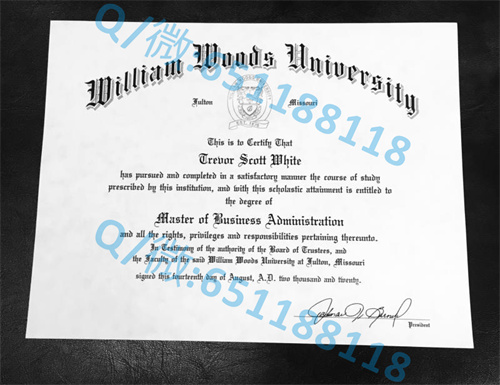 William Woods University
Fulton Missouri
This is to Certify That
Trevor Scott White
has pursued and completed in a satisfactory manner the course of study
prescribed by this institution, and with this scholastic attainment is entitled to
the degree of
Master of Business Administration
and all the rights, privileges and responsibilities pertaining thereunto.
In Testimony of the authority of the Board of Trustees, and
the Faculty of the said William Woods University at Fulton, Missouri
signed this fourteenth day of August, A.D. two thousand and twenty.
President
Q/微:651188118
Q/微:651188118